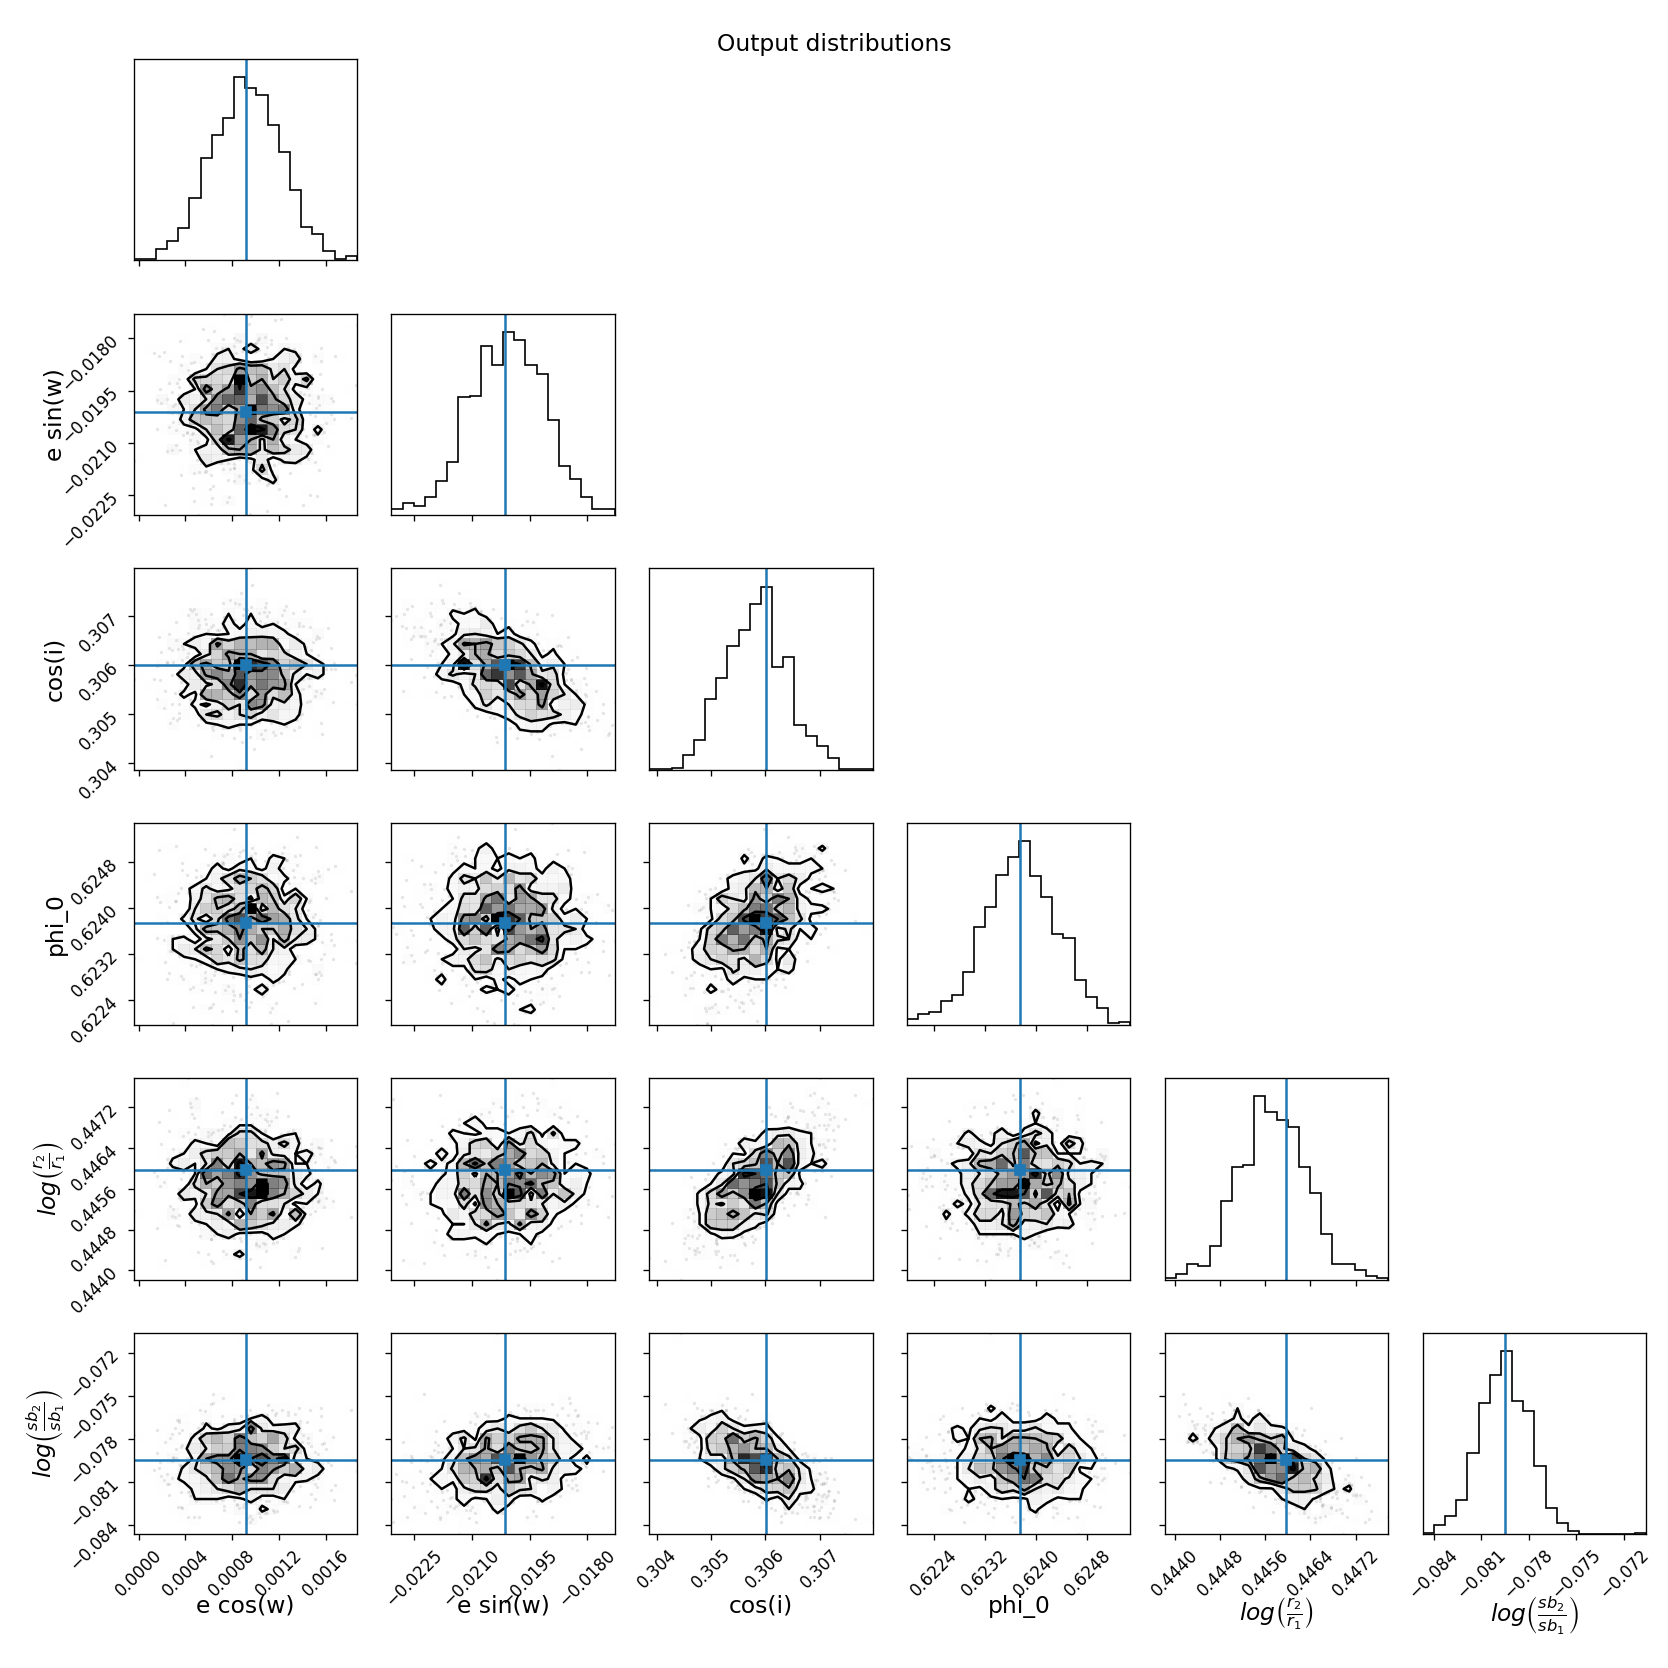 Output distributions
e sin(w)
−0.0180
−0.0195
−0.0210
−0.0225
cos(i)
0.307
0.306
0.305
0.304
phi_0
0.6248
0.6240
0.6232
0.6224
log(r₂/r₁)
0.4472
0.4464
0.4456
0.4448
0.4440
log(sb₂/sb₁)
−0.072
−0.075
−0.078
−0.081
−0.084
0.0000 0.0004 0.0008 0.0012 0.0016
e cos(w)
−0.0225 −0.0210 −0.0195 −0.0180
e sin(w)
0.304 0.305 0.306 0.307
cos(i)
0.6224 0.6232 0.6240 0.6248
phi_0
0.4440 0.4448 0.4456 0.4464 0.4472
log(r₂/r₁)
−0.084 −0.081 −0.078 −0.075 −0.072
log(sb₂/sb₁)